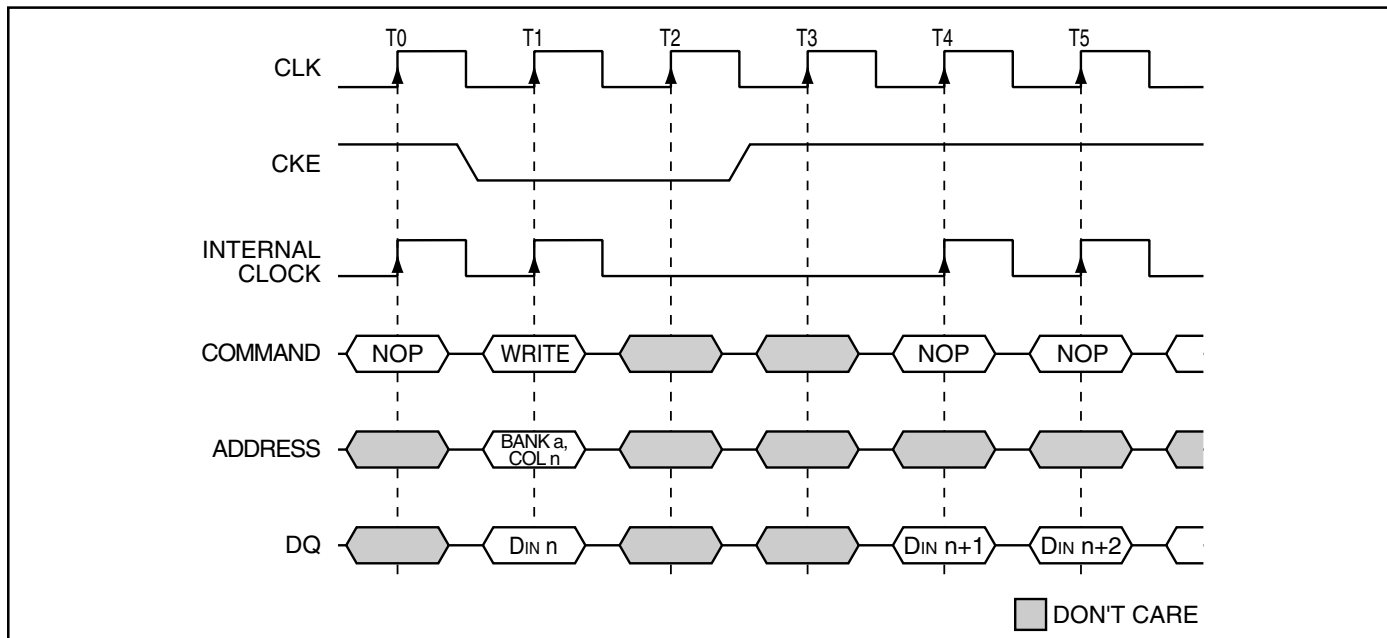 T0 T1 T2 T3 T4 T5
CLK
CKE
INTERNAL
CLOCK
COMMAND NOP WRITE NOP NOP
ADDRESS BANK a,
COL n
DQ DIN n DIN n+1 DIN n+2
DON'T CARE